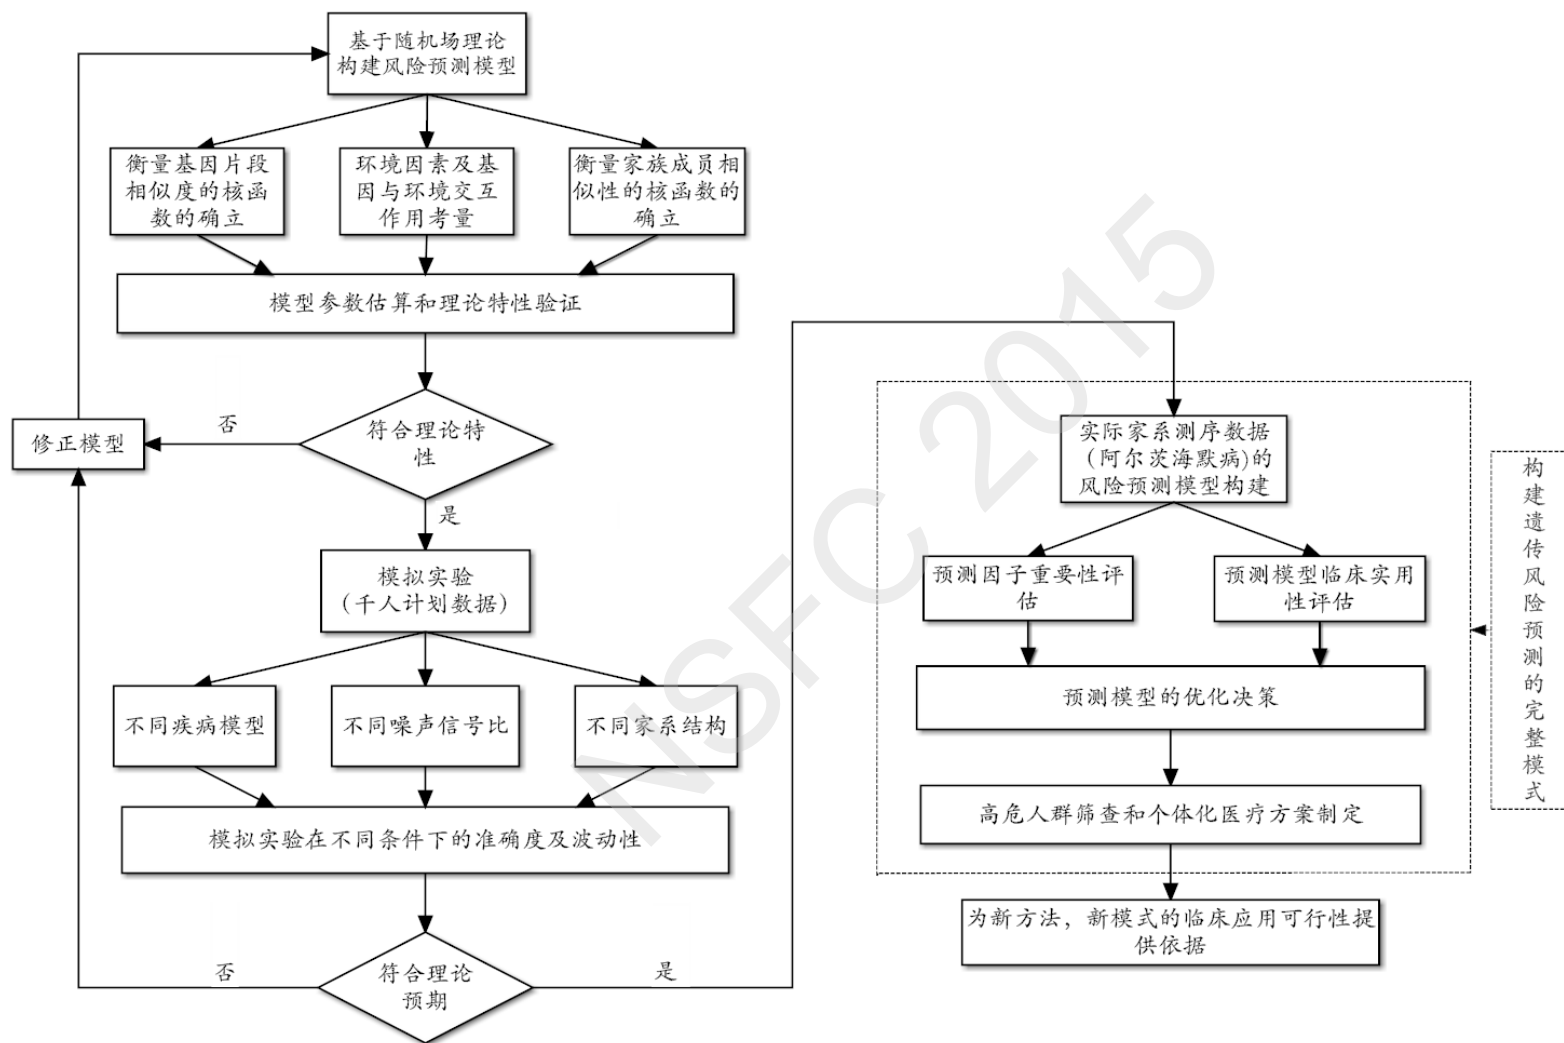 基于随机场理论
构建风险预测模型
衡量基因片段
相似度的核函
数的确立
环境因素及基
因与环境交互
作用考量
衡量家族成员相
似性的核函数的
确立
模型参数估算和理论特性验证
符合理论特
性
否
修正模型
是
模拟实验
（千人计划数据）
不同疾病模型
不同噪声信号比
不同家系结构
模拟实验在不同条件下的准确度及波动性
符合理论
预期
否
是
实际家系测序数据
（阿尔茨海默病)的
风险预测模型构建
预测因子重要性评
估
预测模型临床实用
性评估
预测模型的优化决策
高危人群筛查和个体化医疗方案制定
为新方法，新模式的临床应用可行性提
供依据
构建遗传风险预测的完整模式
NSFC 2015